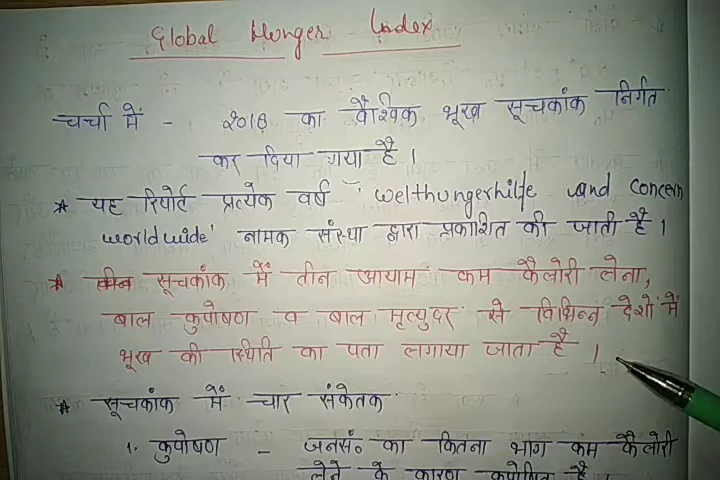 Global Hunger Index
चर्चा में - 2018 का वैश्विक भूख सूचकांक निर्गत
कर दिया गया है।
* यह रिपोर्ट प्रत्येक वर्ष 'welthungerhilfe and concern
worldwide' नामक संस्था द्वारा प्रकाशित की जाती है।
* सूचकांक में तीन आयाम: कम कैलोरी लेना,
बाल कुपोषण व बाल मृत्युदर से विभिन्न देशों में
भूख की स्थिति का पता लगाया जाता है।
* सूचकांक में चार संकेतक
1. कुपोषण - जनसं० का कितना भाग कम कैलोरी
लेने के कारण कुपोषित है।